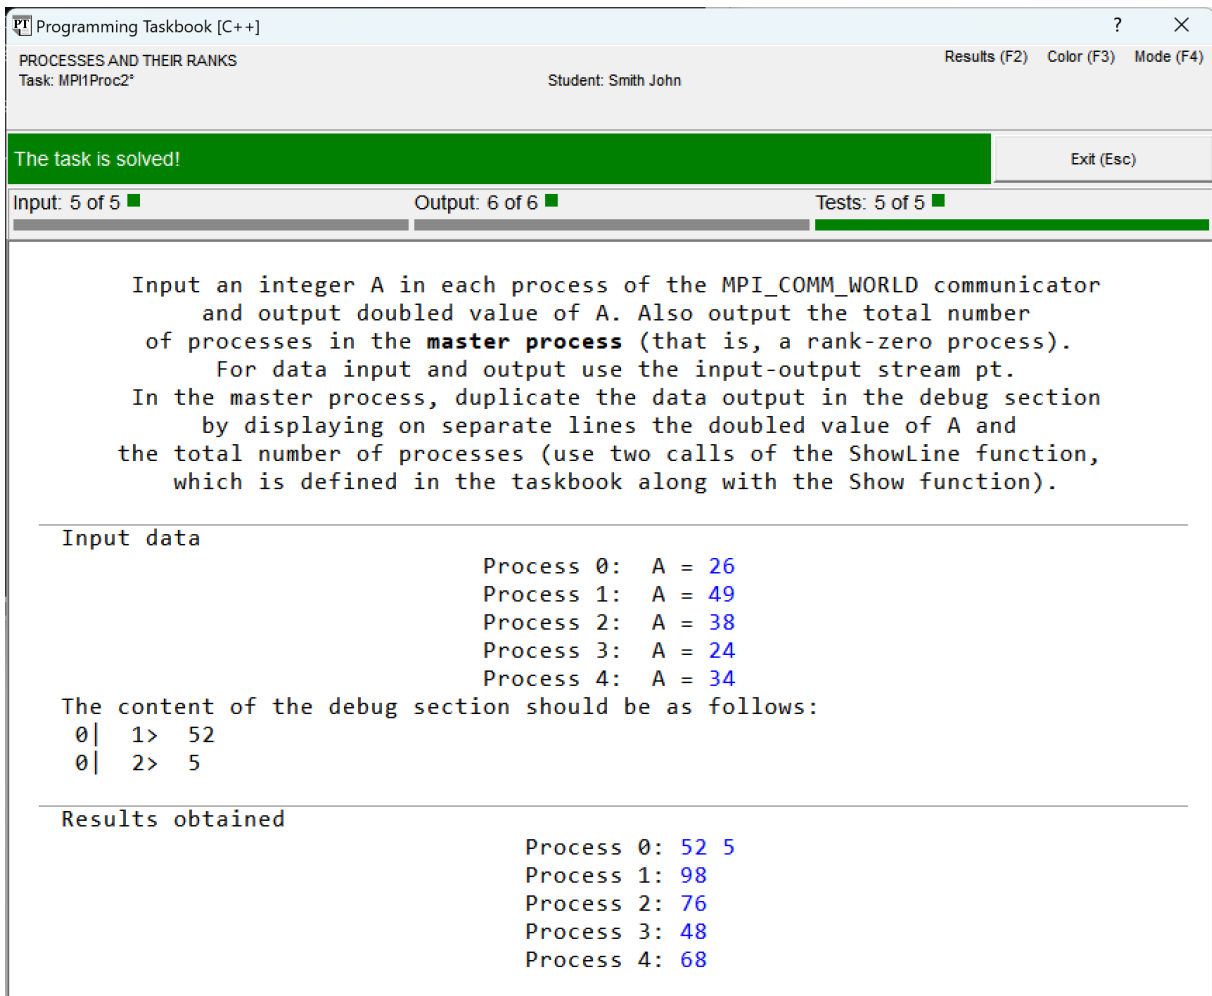 PT Programming Taskbook [C++] ?
PROCESSES AND THEIR RANKS
Results (F2) Color (F3) Mode (F4)
Task: MPI1Proc2°
Student: Smith John
The task is solved!
Exit (Esc)
Input: 5 of 5
Output: 6 of 6
Tests: 5 of 5
Input an integer A in each process of the MPI_COMM_WORLD communicator
and output doubled value of A. Also output the total number
of processes in the master process (that is, a rank-zero process).
For data input and output use the input-output stream pt.
In the master process, duplicate the data output in the debug section
by displaying on separate lines the doubled value of A and
the total number of processes (use two calls of the ShowLine function,
which is defined in the taskbook along with the Show function).
Input data
Process 0: A = 26
Process 1: A = 49
Process 2: A = 38
Process 3: A = 24
Process 4: A = 34
The content of the debug section should be as follows:
0| 1> 52
0| 2> 5
Results obtained
Process 0: 52 5
Process 1: 98
Process 2: 76
Process 3: 48
Process 4: 68